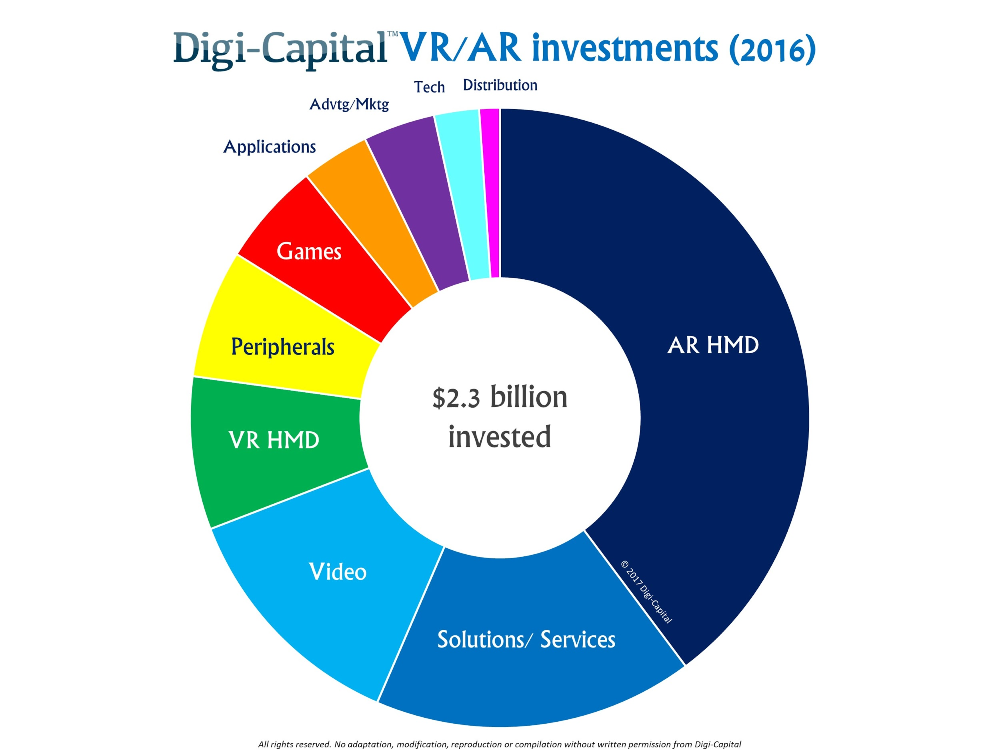 Digi-Capital™ VR/AR investments (2016)
Tech
Distribution
Advtg/Mktg
Applications
Games
AR HMD
Peripherals
$2.3 billion
invested
VR HMD
Video
© 2017 Digi-Capital
Solutions/ Services
All rights reserved. No adaptation, modification, reproduction or compilation without written permission from Digi-Capital